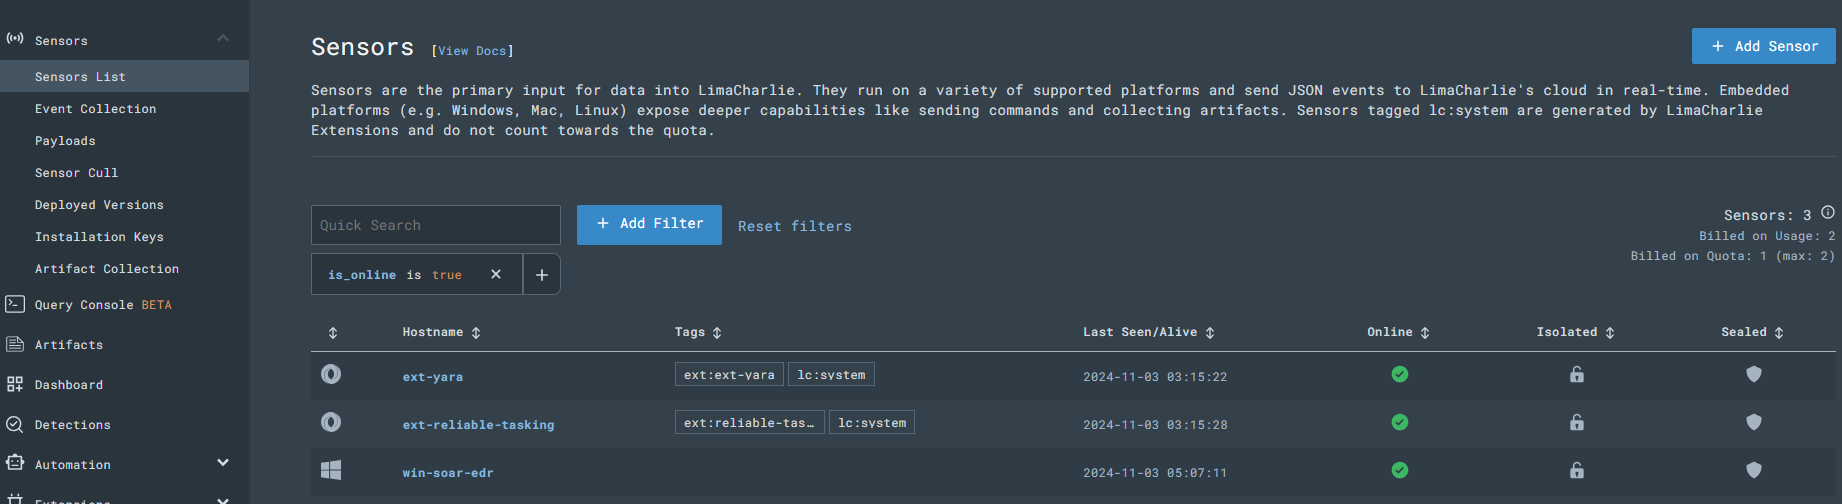 Sensors
Sensors List
Event Collection
Payloads
Sensor Cull
Deployed Versions
Installation Keys
Artifact Collection
Query Console BETA
Artifacts
Dashboard
Detections
Automation
Extensions
Sensors [View Docs]
+ Add Sensor
Sensors are the primary input for data into LimaCharlie. They run on a variety of supported platforms and send JSON events to LimaCharlie's cloud in real-time. Embedded
platforms (e.g. Windows, Mac, Linux) expose deeper capabilities like sending commands and collecting artifacts. Sensors tagged lc:system are generated by LimaCharlie
Extensions and do not count towards the quota.
Quick Search
+ Add Filter
Reset filters
Sensors: 3
Billed on Usage: 2
Billed on Quota: 1 (max: 2)
is_online is true
Hostname Tags Last Seen/Alive Online Isolated Sealed
ext-yara ext:ext-yara lc:system 2024-11-03 03:15:22
ext-reliable-tasking ext:reliable-tas… lc:system 2024-11-03 03:15:28
win-soar-edr 2024-11-03 05:07:11